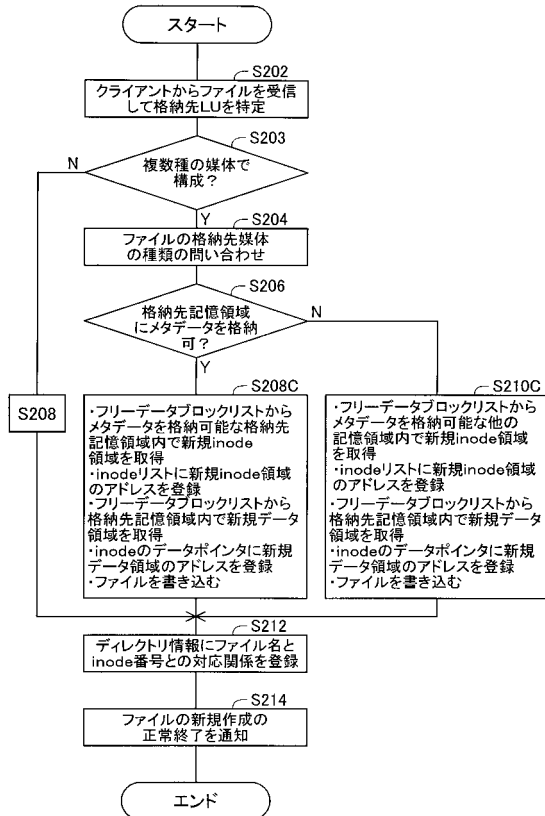 スタート
S202
クライアントからファイルを受信
して格納先LUを特定
S203
複数種の媒体で
構成？
N
Y
S204
ファイルの格納先媒体
の種類の問い合わせ
S206
格納先記憶領域
にメタデータを格納
可？
N
Y
S208
S208C
・フリーデータブロックリストから
メタデータを格納可能な格納先
記憶領域内で新規inode
領域を取得
・inodeリストに新規inode領域
のアドレスを登録
・フリーデータブロックリストから
格納先記憶領域内で新規データ
領域を取得
・inodeのデータポインタに新規
データ領域のアドレスを登録
・ファイルを書き込む
S210C
・フリーデータブロックリストから
メタデータを格納可能な他の
記憶領域内で新規inode領域
を取得
・inodeリストに新規inode領域
のアドレスを登録
・フリーデータブロックリストから
格納先記憶領域内で新規データ
領域を取得
・inodeのデータポインタに新規
データ領域のアドレスを登録
・ファイルを書き込む
S212
ディレクトリ情報にファイル名と
inode番号との対応関係を登録
S214
ファイルの新規作成の
正常終了を通知
エンド